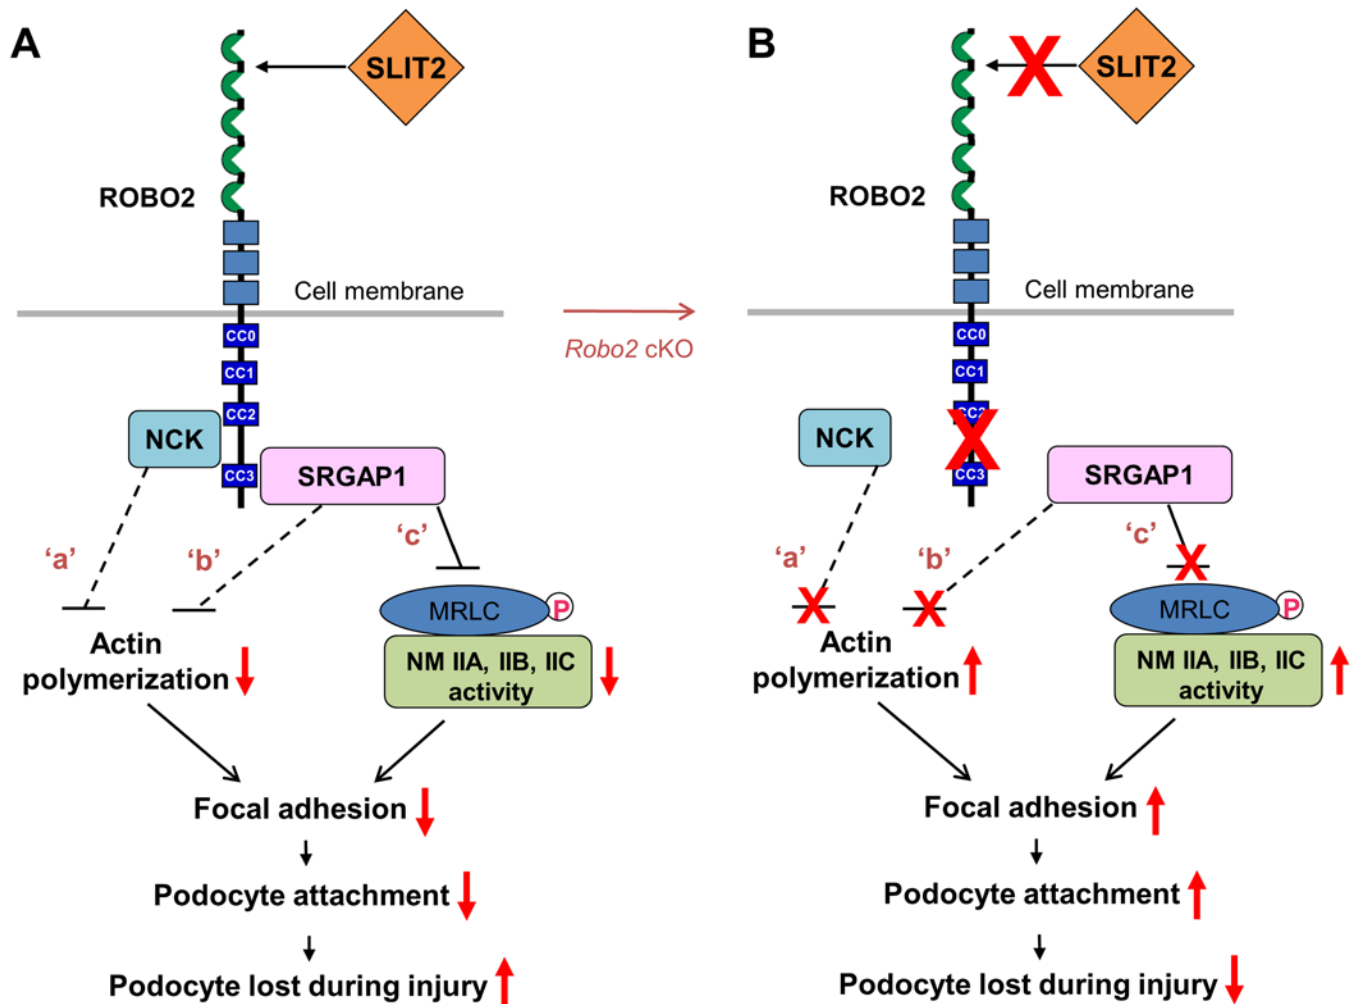 A
SLIT2
ROBO2
Cell membrane
CC0
CC1
CC2
CC3
NCK
SRGAP1
‘a’
‘b’
‘c’
MRLC
P
Actin
polymerization
NM IIA, IIB, IIC
activity
Focal adhesion
Podocyte attachment
Podocyte lost during injury
Robo2 cKO
B
SLIT2
X
ROBO2
Cell membrane
CC0
CC1
X
CC3
NCK
SRGAP1
‘a’
‘b’
‘c’
X
X
X
MRLC
P
Actin
polymerization
NM IIA, IIB, IIC
activity
Focal adhesion
Podocyte attachment
Podocyte lost during injury